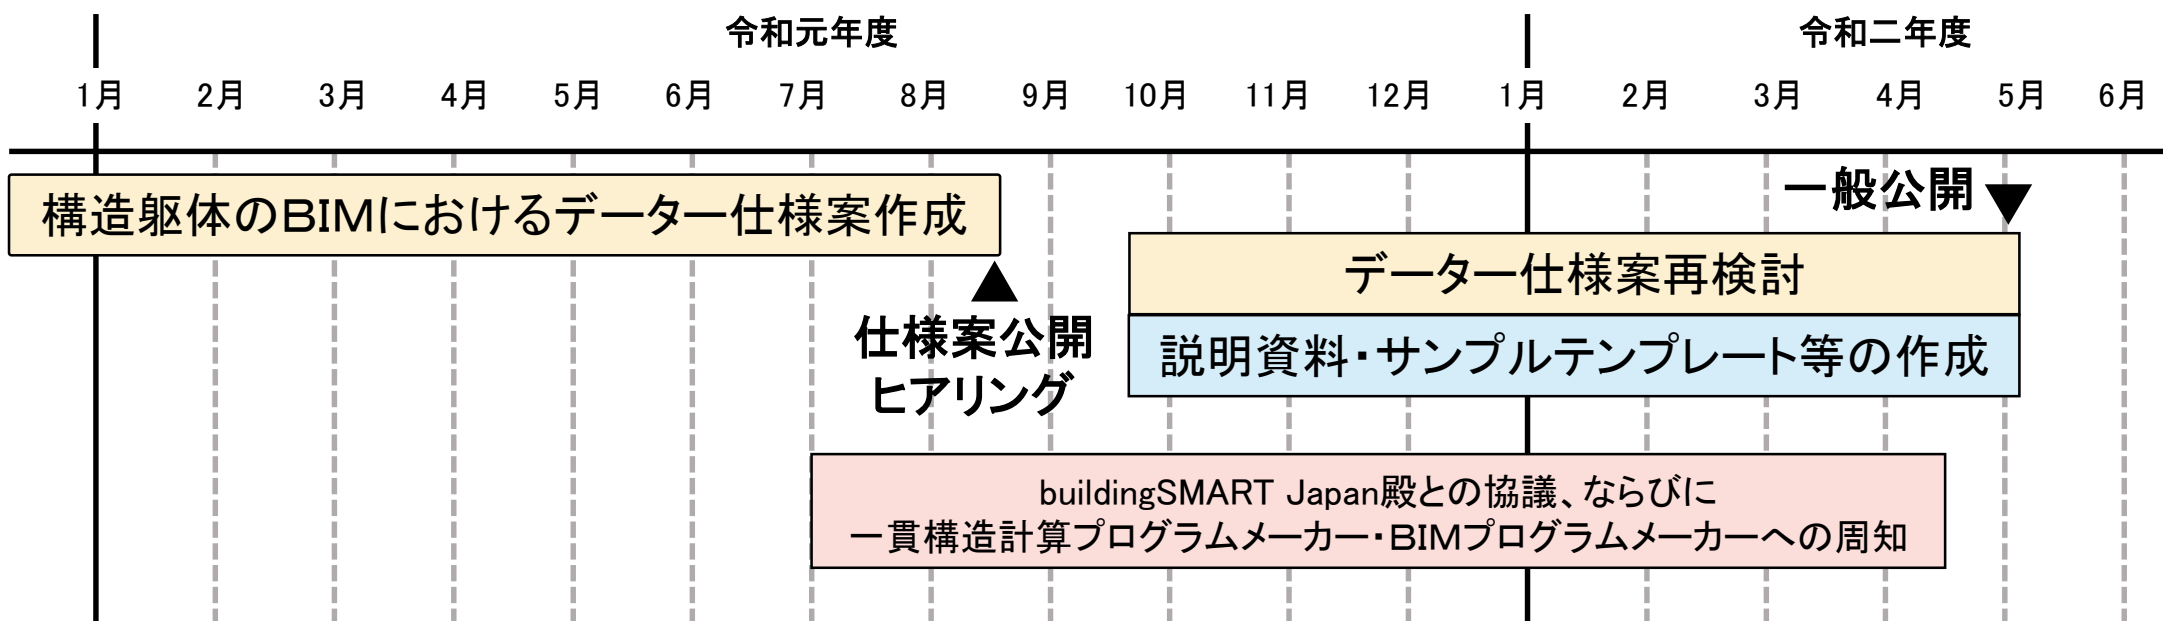 令和元年度 令和二年度
1月 2月 3月 4月 5月 6月 7月 8月 9月 10月 11月 12月 1月 2月 3月 4月 5月 6月
一般公開
構造躯体のBIMにおけるデーター仕様案作成
データー仕様案再検討
仕様案公開
ヒアリング
説明資料・サンプルテンプレート等の作成
buildingSMART Japan殿との協議、ならびに
一貫構造計算プログラムメーカー・BIMプログラムメーカーへの周知